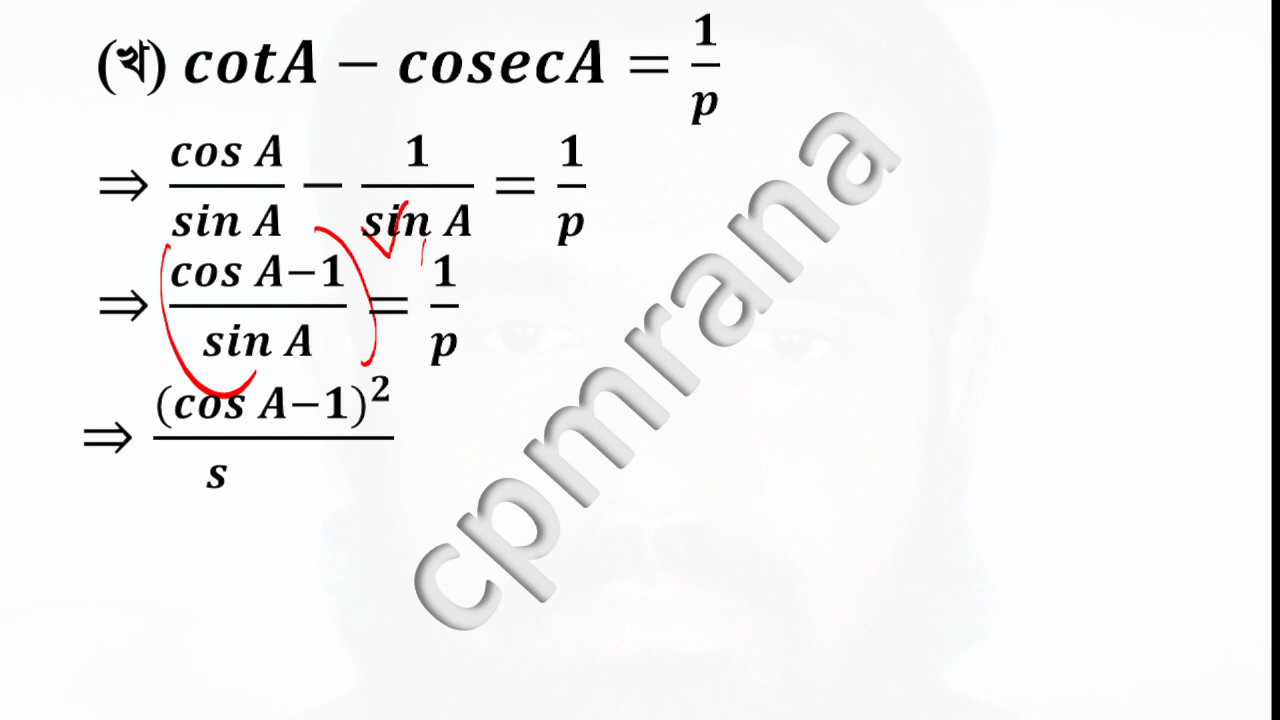 (খ) cotA − cosecA = 1/p
⇒ cos A/sin A − 1/sin A = 1/p
⇒ cos A−1/sin A = 1/p
⇒ (cos A−1)²/s
cpmrana